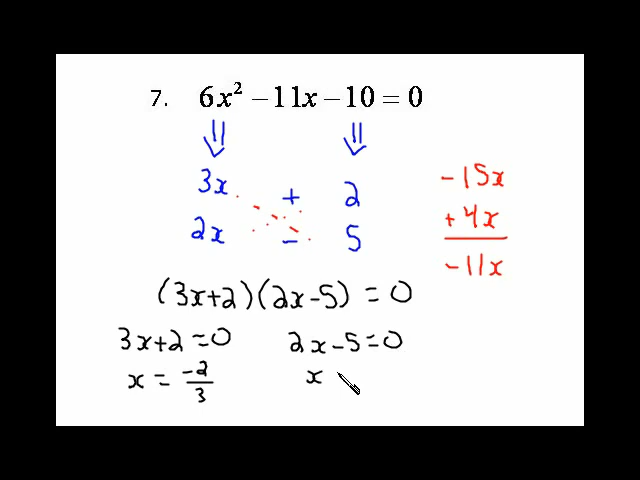 7. 6x² − 11x − 10 = 0
3x + 2
2x − 5
−15x
+ 4x
−11x
(3x+2)(2x−5) = 0
3x+2=0 2x−5=0
x = −2/3 x